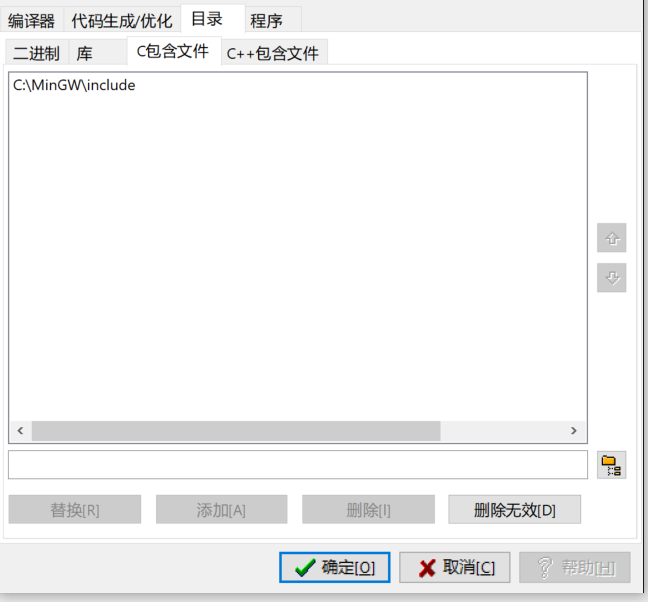 编译器 代码生成/优化 目录 程序
二进制 库 C包含文件 C++包含文件
C:\MinGW\include
替换[R] 添加[A] 删除[I] 删除无效[D]
确定[O] 取消[C] 帮助[H]